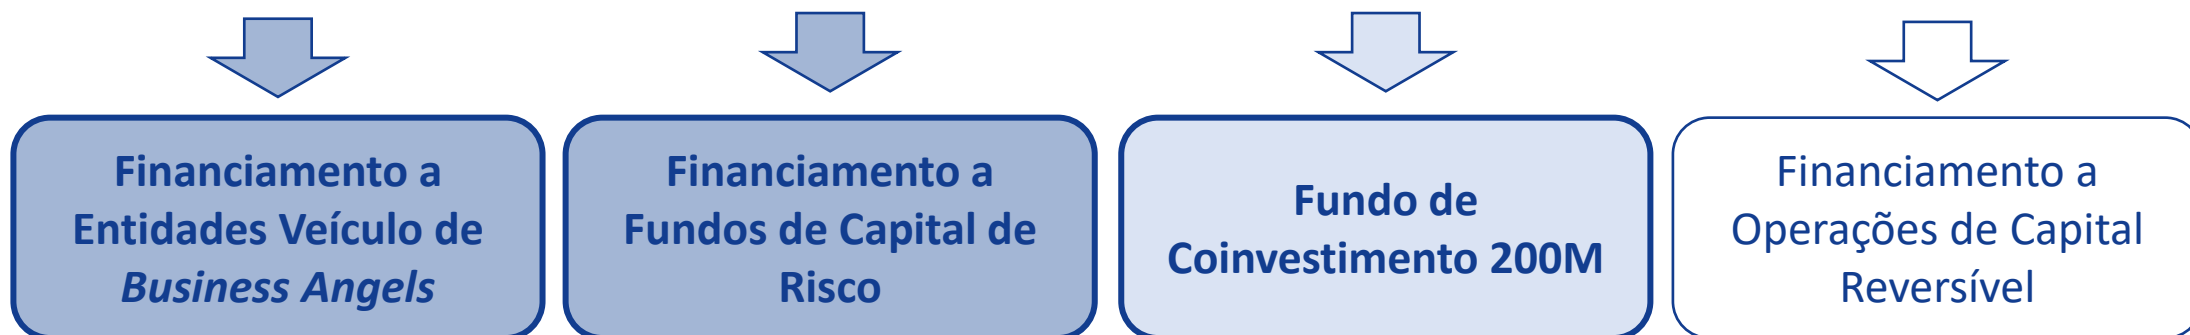 Financiamento a
Entidades Veículo de
Business Angels
Financiamento a
Fundos de Capital de
Risco
Fundo de
Coinvestimento 200M
Financiamento a
Operações de Capital
Reversível